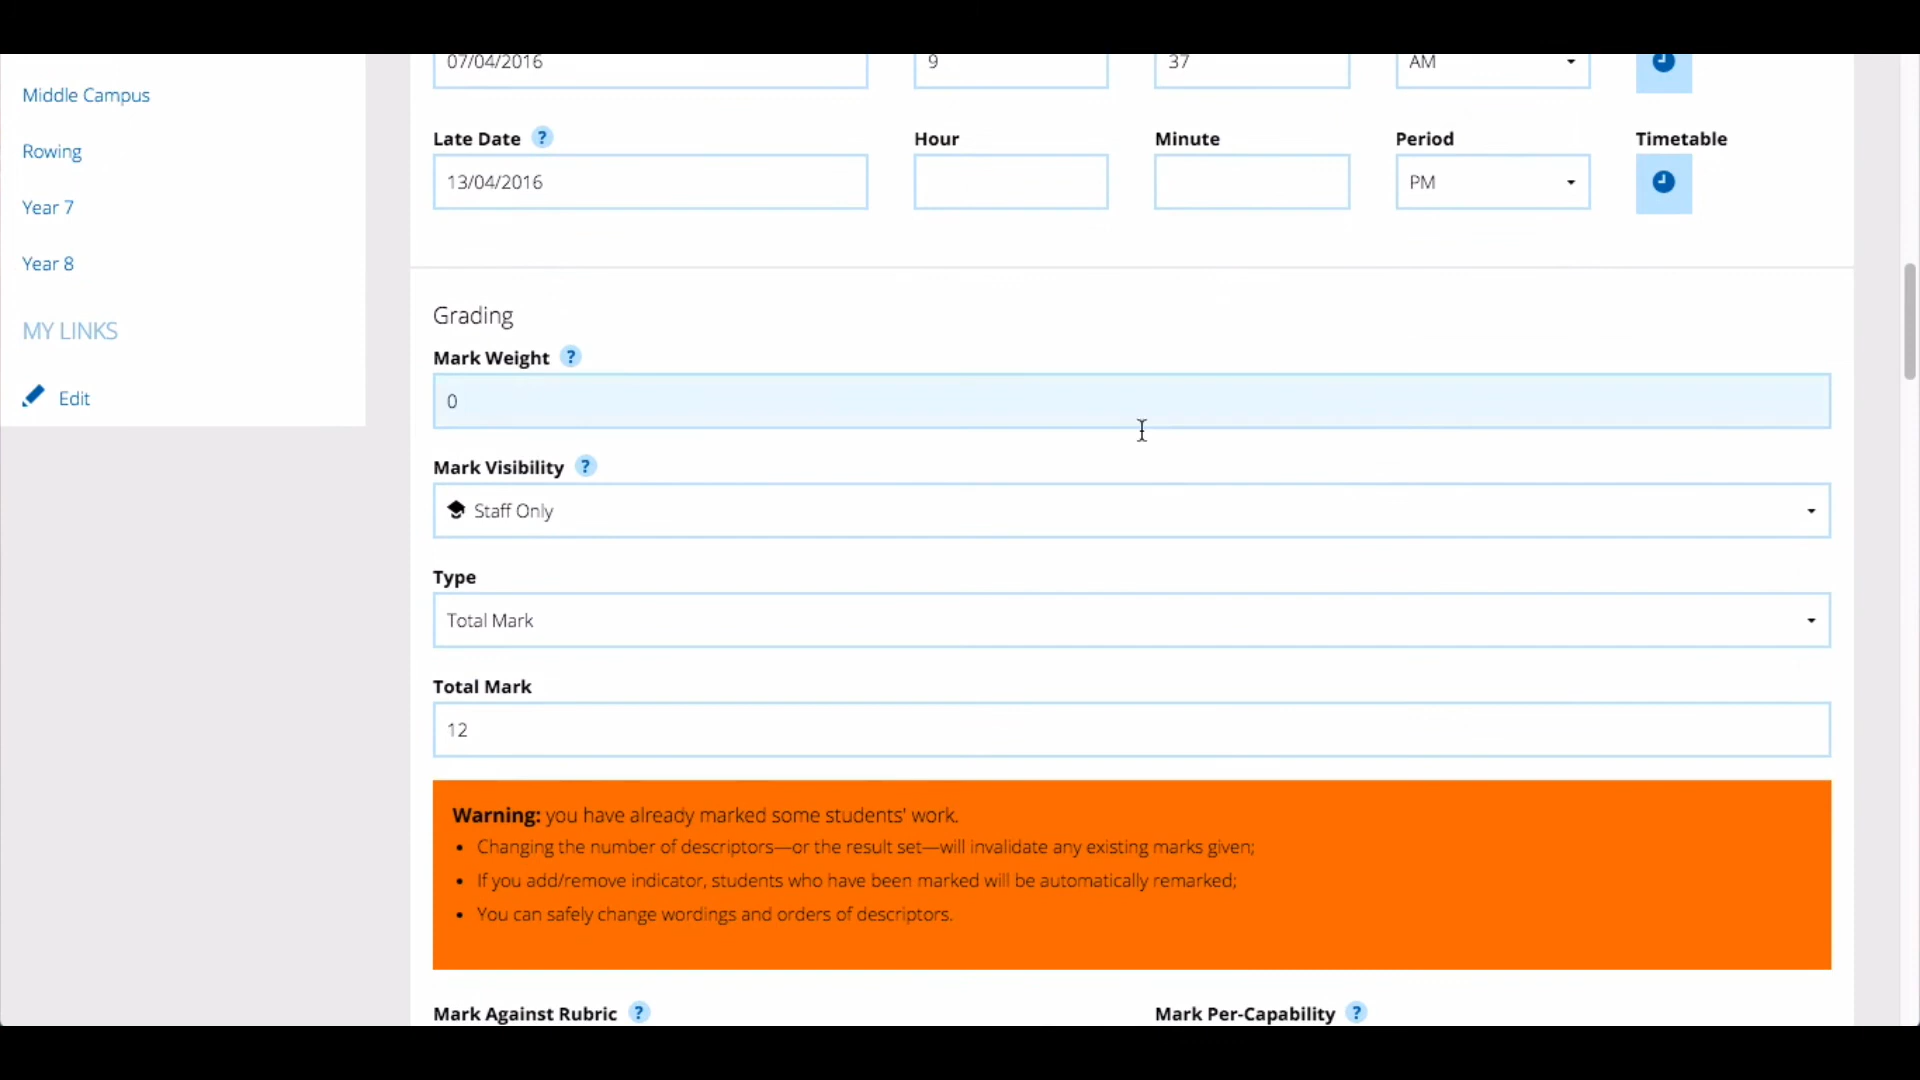 07/04/2016 9 37 AM
Middle Campus
Late Date ? Hour Minute Period Timetable
Rowing
13/04/2016 PM
Year 7
Year 8
Grading
MY LINKS
Mark Weight ?
Edit
0
Mark Visibility ?
Staff Only
Type
Total Mark
Total Mark
12
Warning: you have already marked some students' work.
• Changing the number of descriptors—or the result set—will invalidate any existing marks given;
• If you add/remove indicator, students who have been marked will be automatically remarked;
• You can safely change wordings and orders of descriptors.
Mark Against Rubric ? Mark Per-Capability ?